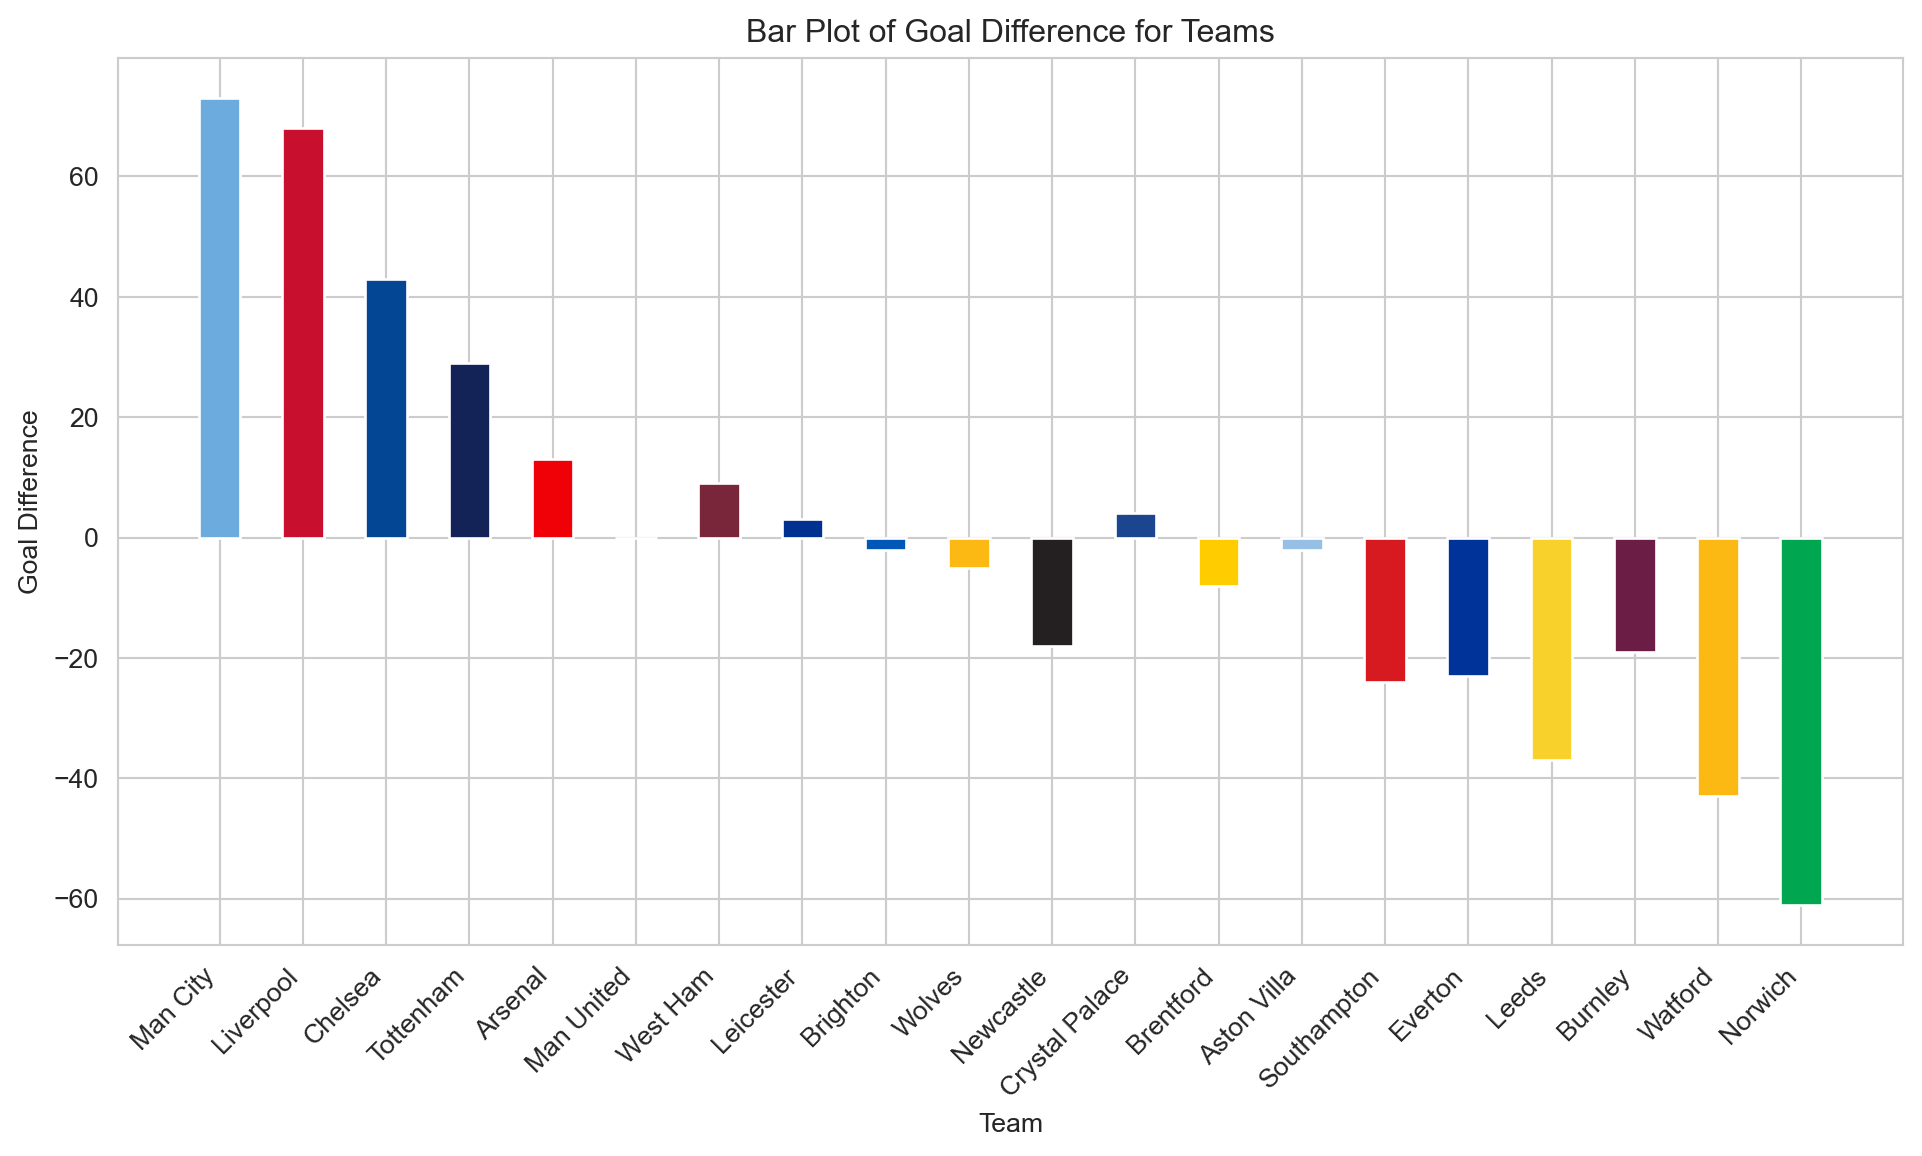 Bar Plot of Goal Difference for Teams
Goal Difference
60
40
20
0
−20
−40
−60
Man City
Liverpool
Chelsea
Tottenham
Arsenal
Man United
West Ham
Leicester
Brighton
Wolves
Newcastle
Crystal Palace
Brentford
Aston Villa
Southampton
Everton
Leeds
Burnley
Watford
Norwich
Team